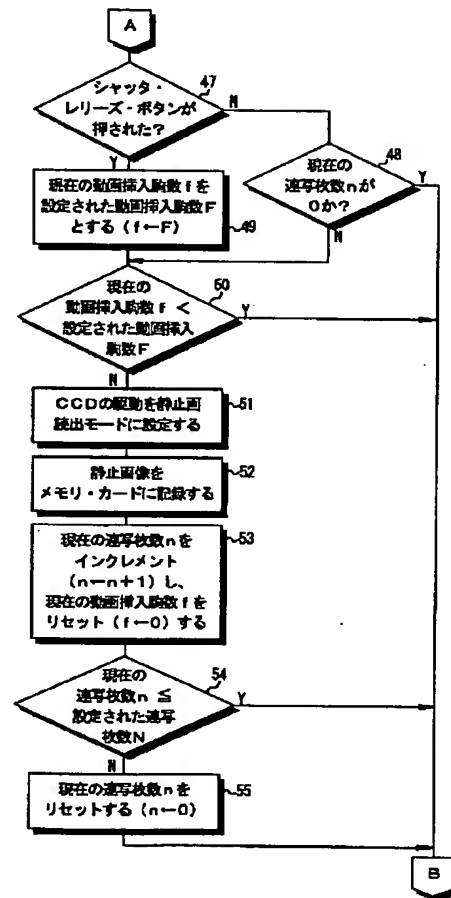 A
シャッタ・
レリーズ・ボタンが
押された?
47
N
Y
現在の
連写枚数nが
0か?
48
Y
N
現在の動画挿入駒数fを
設定された動画挿入駒数F
とする(f←F)
49
現在の
動画挿入駒数f <
設定された動画挿入
駒数F
50
Y
N
CCDの駆動を静止画
読出モードに設定する
51
静止画像を
メモリ・カードに記録する
52
現在の連写枚数nを
インクレメント
(n←n+1)し、
現在の動画挿入駒数fを
リセット(f←0)する
53
現在の
連写枚数n ≦
設定された連写
枚数N
54
Y
N
現在の連写枚数nを
リセットする(n←0)
55
B